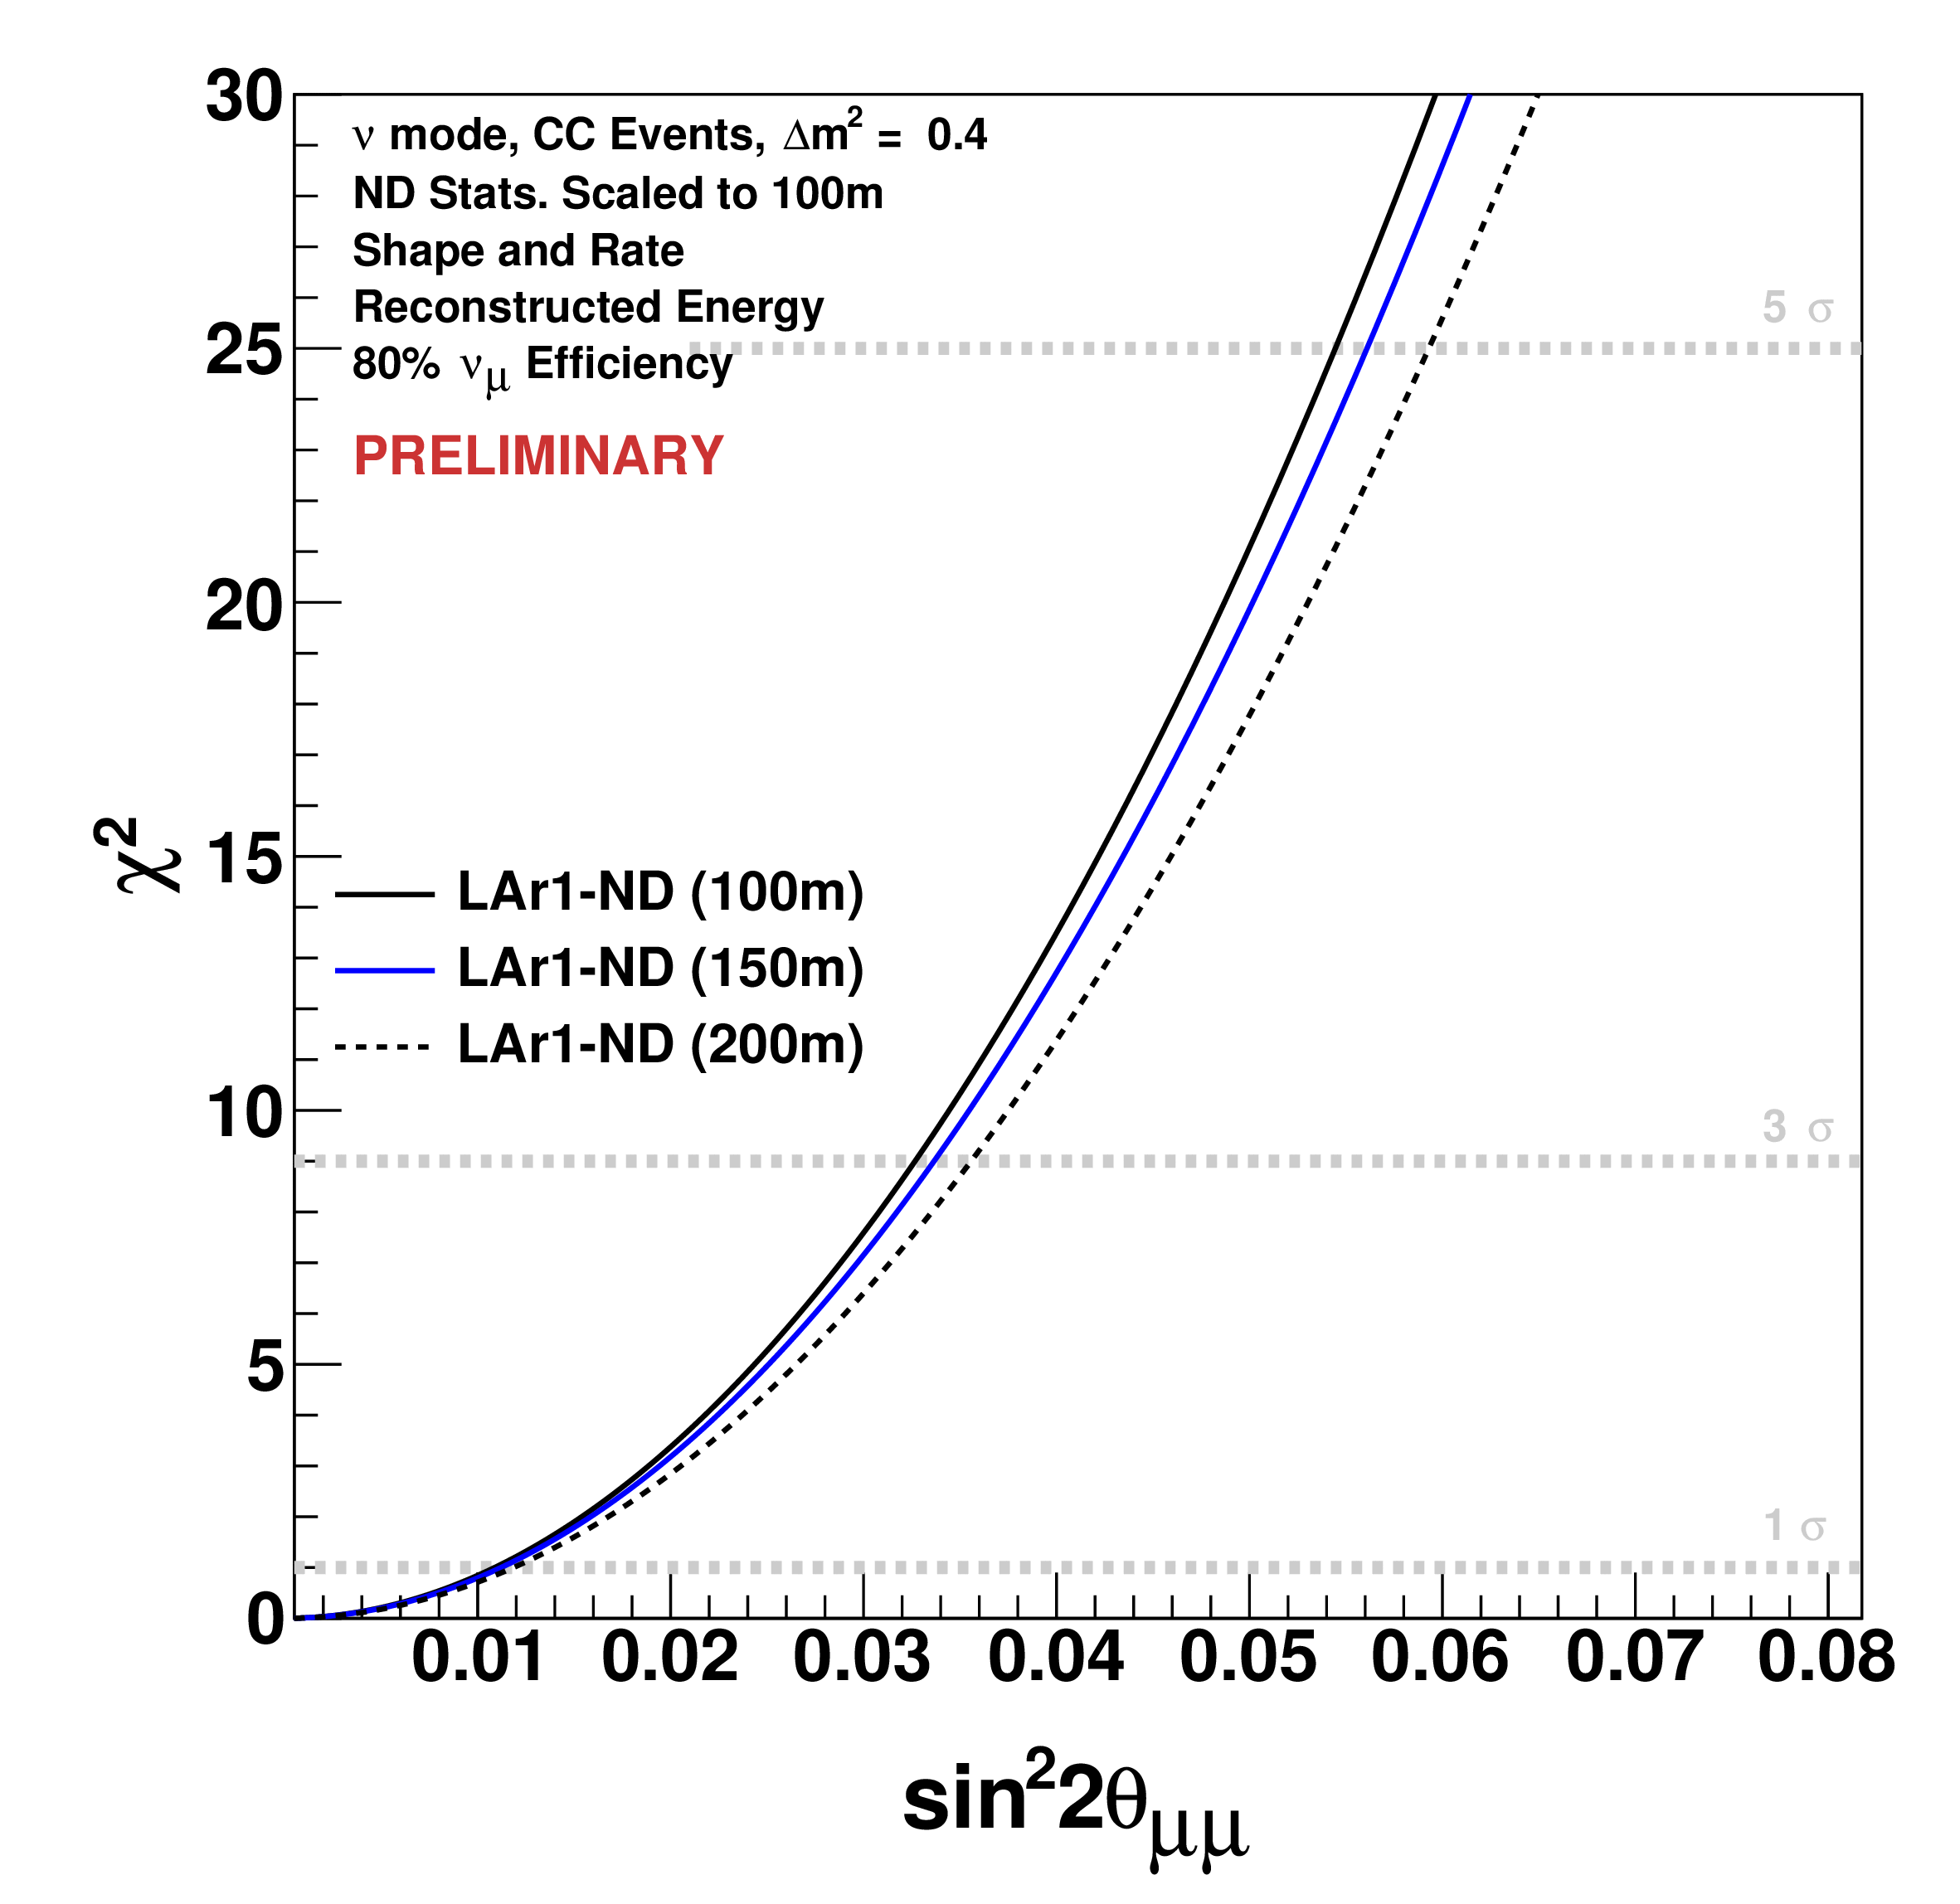 30
25
20
15
10
5
0
χ²
ν mode, CC Events, Δm² = 0.4
ND Stats. Scaled to 100m
Shape and Rate
Reconstructed Energy
80% νμ Efficiency
PRELIMINARY
5 σ
LAr1-ND (100m)
LAr1-ND (150m)
LAr1-ND (200m)
3 σ
1 σ
0.01 0.02 0.03 0.04 0.05 0.06 0.07 0.08
sin²2θμμ